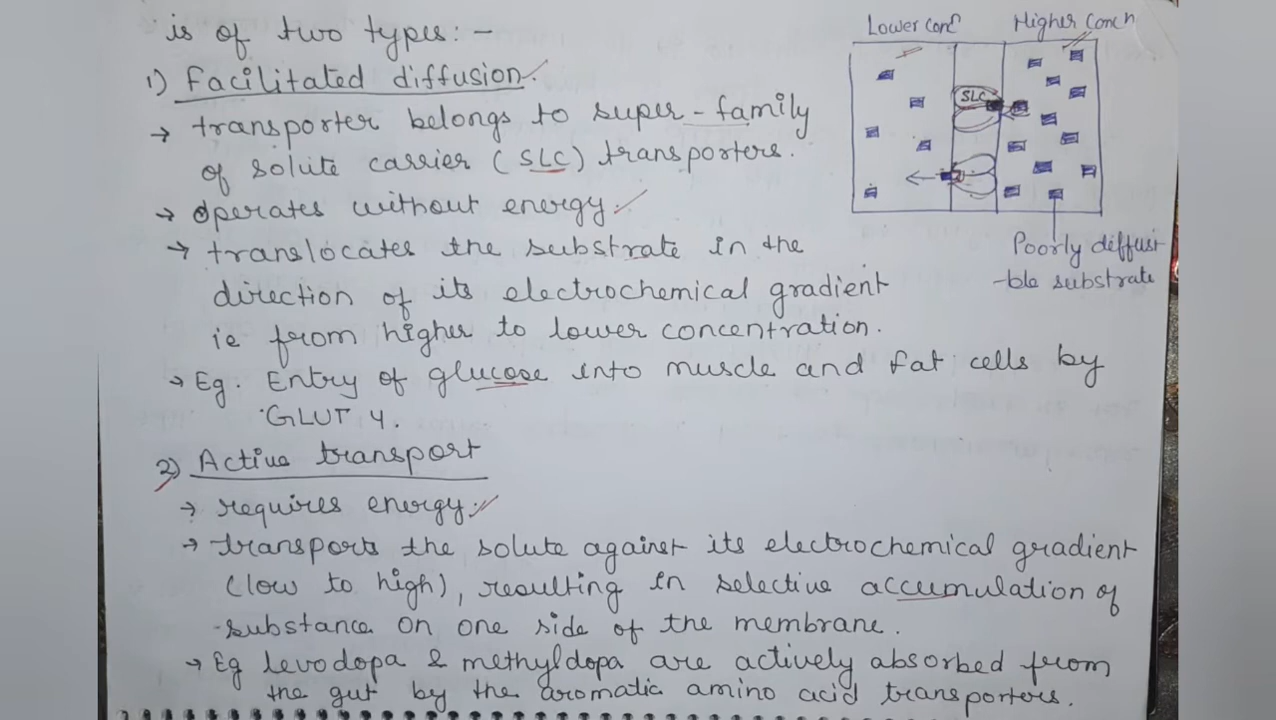 is of two types:-
1) Facilitated diffusion
→ transporter belongs to super-family
of solute carrier (SLC) transporters.
→ Operates without energy.
→ translocates the substrate in the
direction of its electrochemical gradient
ie from higher to lower concentration.
→ Eg. Entry of glucose into muscle and fat cells by
GLUT 4.
2) Active transport
→ requires energy.
→ transports the solute against its electrochemical gradient
(low to high), resulting in selective accumulation of
substance on one side of the membrane.
→ Eg levodopa & methyldopa are actively absorbed from
the gut by the aromatic amino acid transporters.
Lower concn
Higher conc n
SLC
Poorly diffusi
-ble substrate